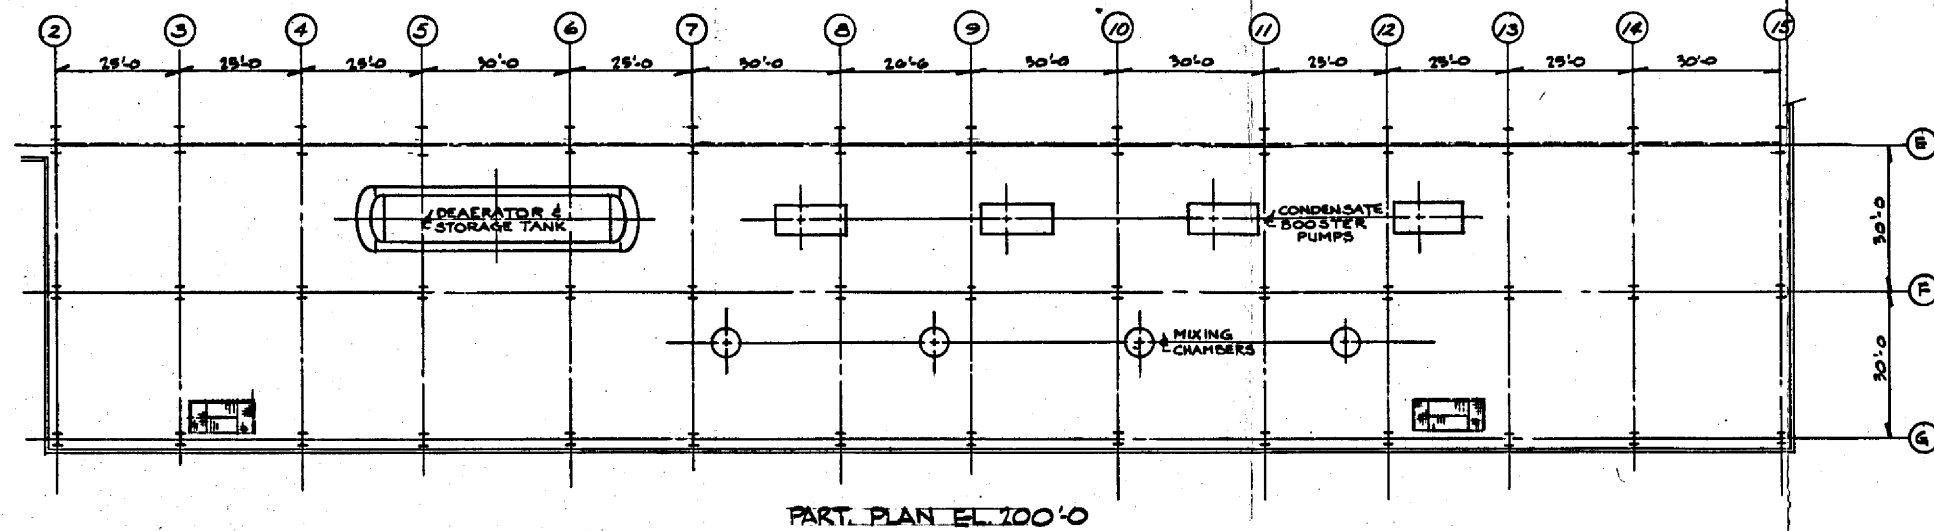 2 3 4 5 6 7 8 9 10 11 12 13 14 15
25'-0 25'-0 25'-0 30'-0 25'-0 30'-0 26'-6 30'-0 30'-0 25'-0 25'-0 25'-0 30'-0
E
30'-0
℄ DEAERATOR &
STORAGE TANK
℄ CONDENSATE
BOOSTER
PUMPS
F
30'-0
℄ MIXING
CHAMBERS
G
PART. PLAN EL. 200'-0